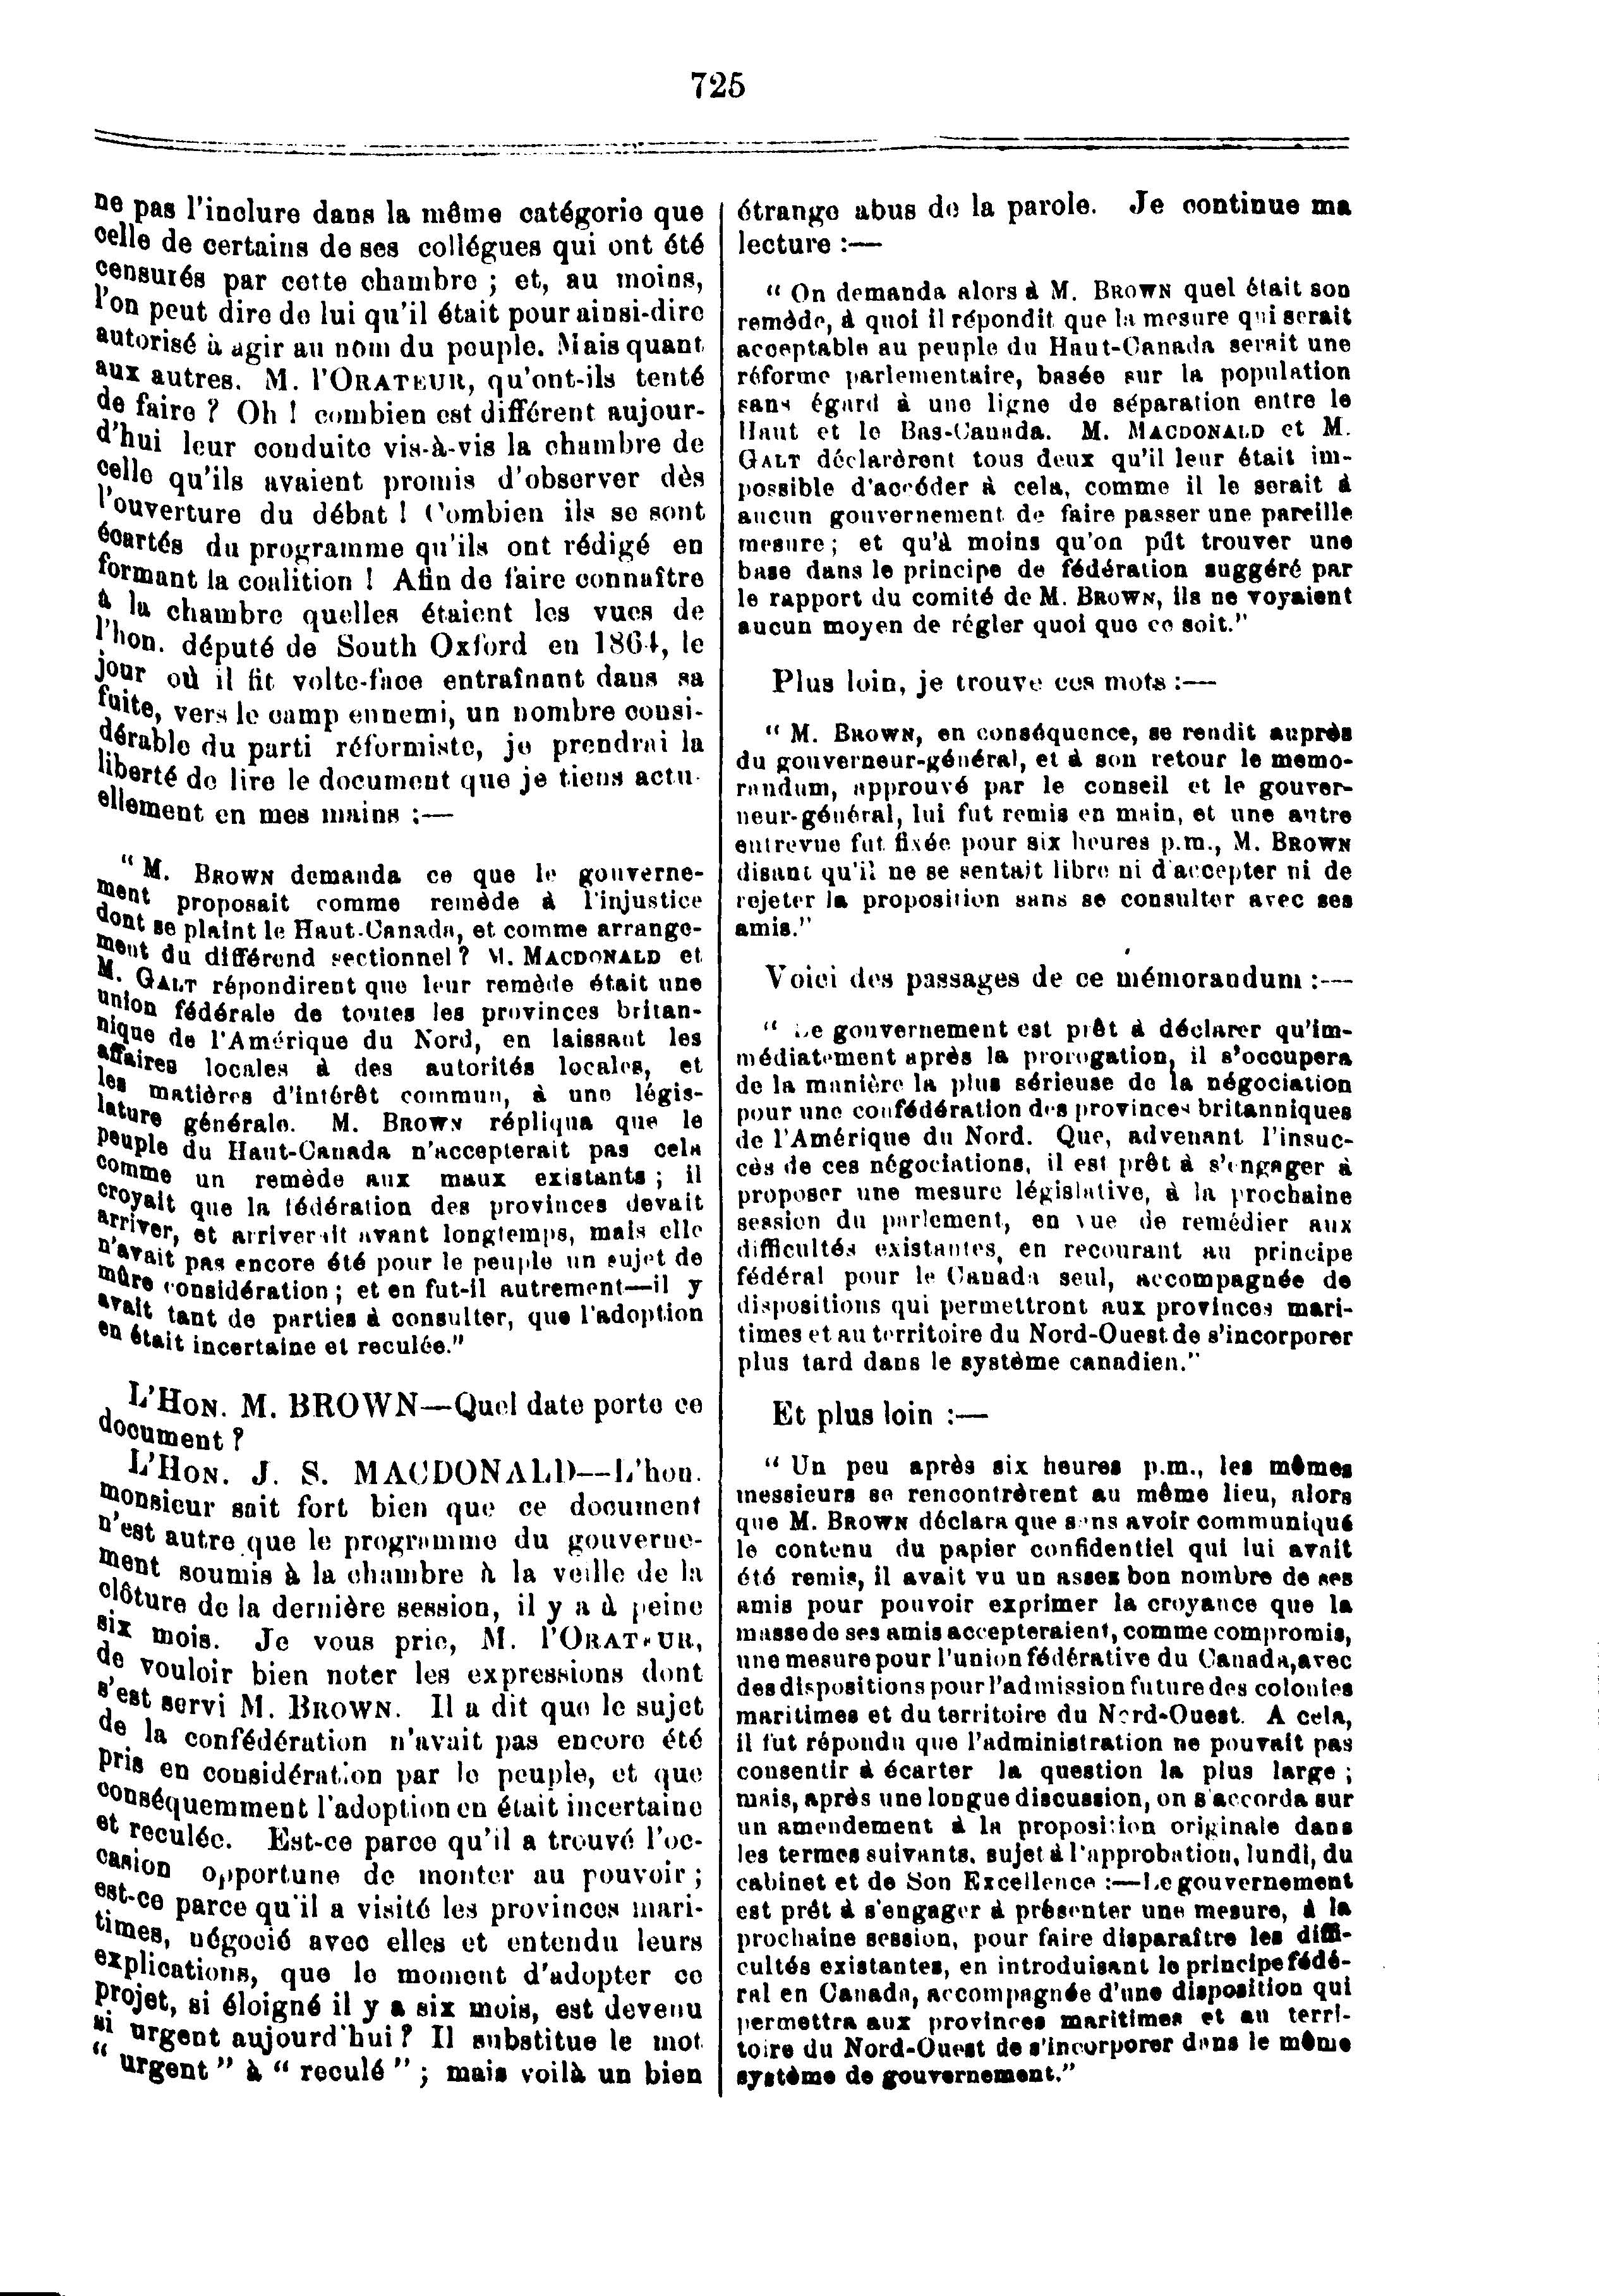 725
ne pas l'inclure dans la même catégorie que
celle de certains de ses collégues qui ont été
censurés par cette chambre ; et, au moins,
l'on peut dire de lui qu'il était pour ainsi-dire
autorisé à agir au nom du peuple. Mais quant
aux autres. M. l'ORATEUR, qu'ont-ils tenté
de faire ? Oh ! combien est différent aujour-
d'hui leur conduite vis-à-vis la chambre de
celle qu'ils avaient promis d'observer dès
l'ouverture du débat ! Combien ils se sont
écartés du programme qu'ils ont rédigé en
formant la coalition ! Afin de faire connaître
à la chambre quelles étaient les vues de
l'hon. député de South Oxford en 1864, le
jour où il fit volte-face entraînant dans sa
fuite, vers le camp ennemi, un nombre consi-
dérable du parti réformiste, je prendrai la
liberté de lire le document que je tiens actu-
ellement en mes mains :—
“ M. BROWN demanda ce que le gouverne-
ment proposait comme remède à l'injustice
dont se plaint le Haut-Canada, et comme arrange-
ment du différend sectionnel ? M. MACDONALD et
M. GALT répondirent que leur remède était une
union fédérale de toutes les provinces britan-
nique de l'Amérique du Nord, en laissant les
affaires locales à des autorités locales, et
les matières d'intérêt commun, à une légis-
lature générale. M. BROWN répliqua que le
peuple du Haut-Canada n'accepterait pas cela
comme un remède aux maux existants ; il
croyait que la fédération des provinces devait
arriver, et arriverait avant longtemps, mais elle
n'avait pas encore été pour le peuple un sujet de
mûre considération ; et en fut-il autrement—il y
avait tant de parties à consulter, que l'adoption
en était incertaine et reculée.”
L'HON. M. BROWN—Quel date porte ce
document ?
L'HON. J. S. MACDONALD—L'hon.
monsieur sait fort bien que ce document
n'est autre que le programme du gouverne-
ment soumis à la chambre à la veille de la
clôture de la dernière session, il y a à peine
six mois. Je vous prie, M. l'ORATEUR,
de vouloir bien noter les expressions dont
s'est servi M. BROWN. Il a dit que le sujet
de la confédération n'avait pas encore été
pris en considération par le peuple, et que
conséquemment l'adoption en était incertaine
et reculée. Est-ce parce qu'il a trouvé l'oc-
casion opportune de monter au pouvoir ;
est-ce parce qu'il a visité les provinces mari-
times, négocié avec elles et entendu leurs
explications, que le moment d'adopter ce
projet, si éloigné il y a six mois, est devenu
si urgent aujourd'hui ? Il substitue le mot
“ urgent ” à “ reculé ” ; mais voilà un bien
étrange abus de la parole. Je continue ma
lecture :—
“ On demanda alors à M. BROWN quel était son
remède, à quoi il répondit que la mesure qui serait
acceptable au peuple du Haut-Canada serait une
réforme parlementaire, basée sur la population
sans égard à une ligne de séparation entre le
Haut et le Bas-Canada. M. MACDONALD et M.
GALT déclarèrent tous deux qu'il leur était im-
possible d'accéder à cela, comme il le serait à
aucun gouvernement de faire passer une pareille
mesure ; et qu'à moins qu'on pût trouver une
base dans le principe de fédération suggéré par
le rapport du comité de M. BROWN, ils ne voyaient
aucun moyen de régler quoi que ce soit.”
Plus loin, je trouve ces mots :—
“ M. BROWN, en conséquence, se rendit auprès
du gouverneur-général, et à son retour le memo-
randum, approuvé par le conseil et le gouver-
neur-général, lui fut remis en main, et une autre
entrevue fut fixée pour six heures p.m., M. BROWN
disant qu'il ne se sentait libre ni d'accepter ni de
rejeter la proposition sans se consulter avec ses
amis.”
Voici des passages de ce mémorandum :—
“ Le gouvernement est prêt à déclarer qu'im-
médiatement après la prorogation, il s'occupera
de la manière la plus sérieuse de la négociation
pour une confédération des provinces britanniques
de l'Amérique du Nord. Que, advenant l'insuc-
cès de ces négociations, il est prêt à s'engager à
proposer une mesure législative, à la prochaine
session du parlement, en vue de remédier aux
difficultés existantes, en recourant au principe
fédéral pour le Canada seul, accompagnée de
dispositions qui permettront aux provinces mari-
times et au territoire du Nord-Ouest de s'incorporer
plus tard dans le système canadien.”
Et plus loin :—
“ Un peu après six heures p.m., les mêmes
messieurs se rencontrèrent au même lieu, alors
que M. BROWN déclara que sans avoir communiqué
le contenu du papier confidentiel qui lui avait
été remis, il avait vu un assez bon nombre de ses
amis pour pouvoir exprimer la croyance que la
masse de ses amis accepteraient, comme compromis,
une mesure pour l'union fédérative du Canada, avec
des dispositions pour l'admission future des colonies
maritimes et du territoire du Nord-Ouest. A cela,
il fut répondu que l'administration ne pouvait pas
consentir à écarter la question la plus large ;
mais, après une longue discussion, on s'accorda sur
un amendement à la proposition originale dans
les termes suivants, sujet à l'approbation, lundi, du
cabinet et de Son Excellence :—Le gouvernement
est prêt à s'engager à présenter une mesure, à la
prochaine session, pour faire disparaître les diffi-
cultés existantes, en introduisant le principe fédé-
ral en Canada, accompagnée d'une disposition qui
permettra aux provinces maritimes et au terri-
toire du Nord-Ouest de s'incorporer dans le même
système de gouvernement.”